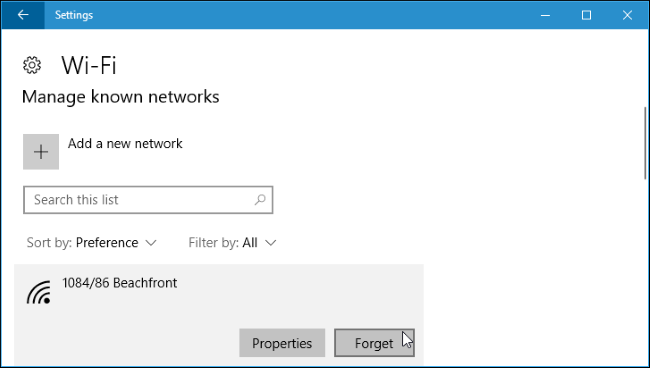 Settings
Wi-Fi
Manage known networks
Add a new network
Search this list
Sort by: Preference Filter by: All
1084/86 Beachfront
Properties Forget